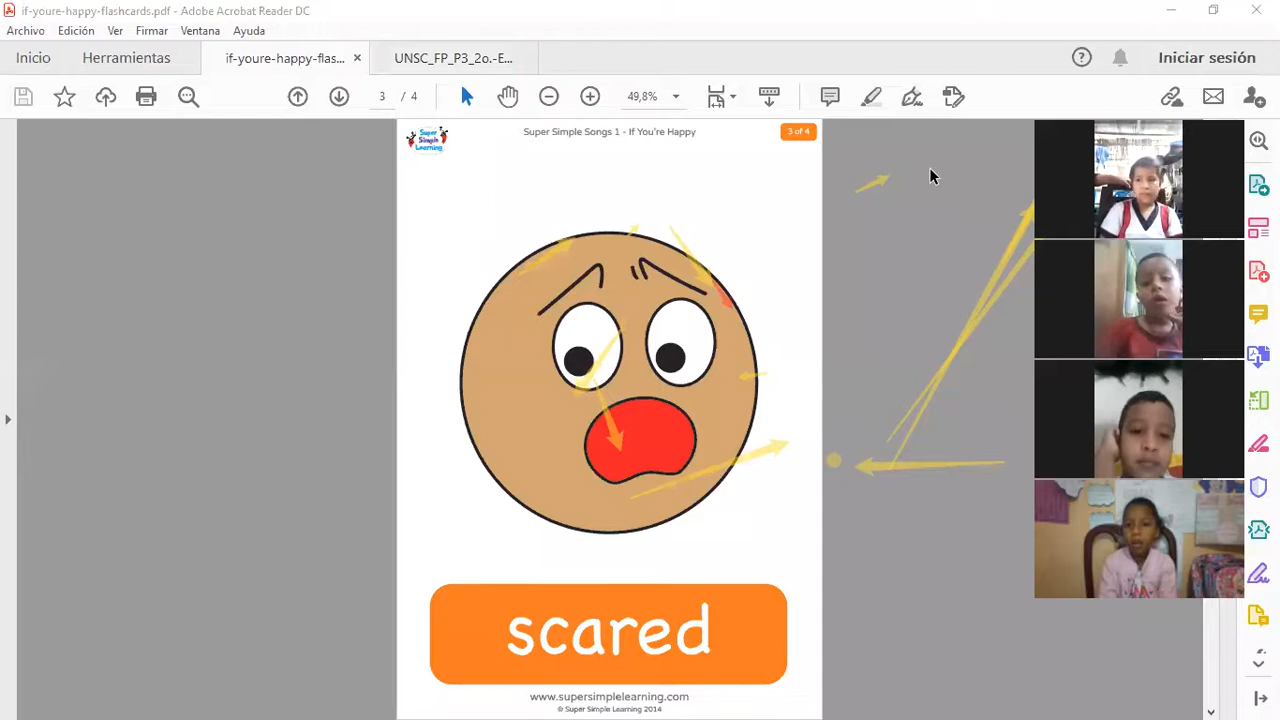 if-youre-happy-flashcards.pdf - Adobe Acrobat Reader DC
Archivo Edición Ver Firmar Ventana Ayuda
Inicio Herramientas if-youre-happy-flas... × UNSC_FP_P3_2o.-E... Iniciar sesión
3 / 4 49,8%
Super Simple Learning
Super Simple Songs 1 - If You're Happy
3 of 4
scared
www.supersimplelearning.com
© Super Simple Learning 2014